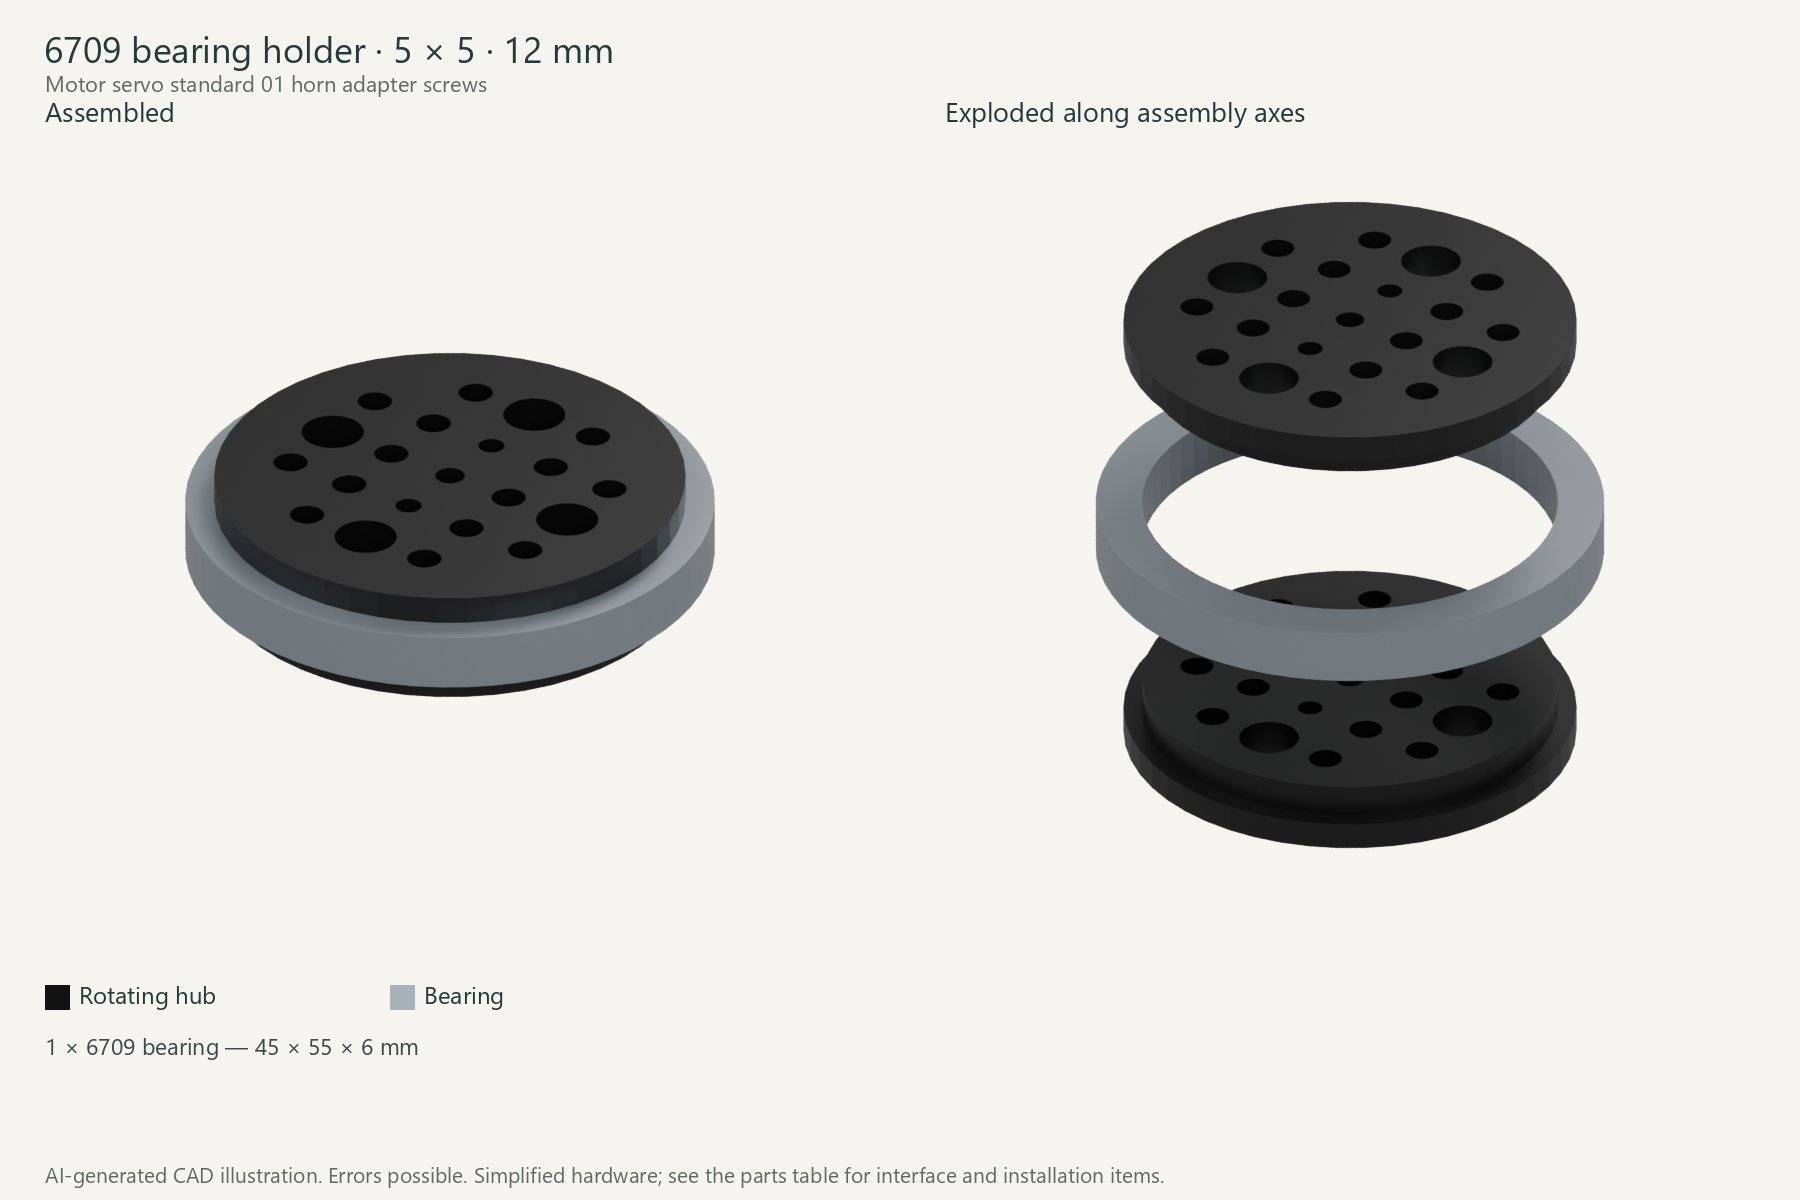 6709 bearing holder · 5 × 5 · 12 mm
Motor servo standard 01 horn adapter screws
Assembled
Exploded along assembly axes
Rotating hub
Bearing
1 × 6709 bearing — 45 × 55 × 6 mm
AI-generated CAD illustration. Errors possible. Simplified hardware; see the parts table for interface and installation items.